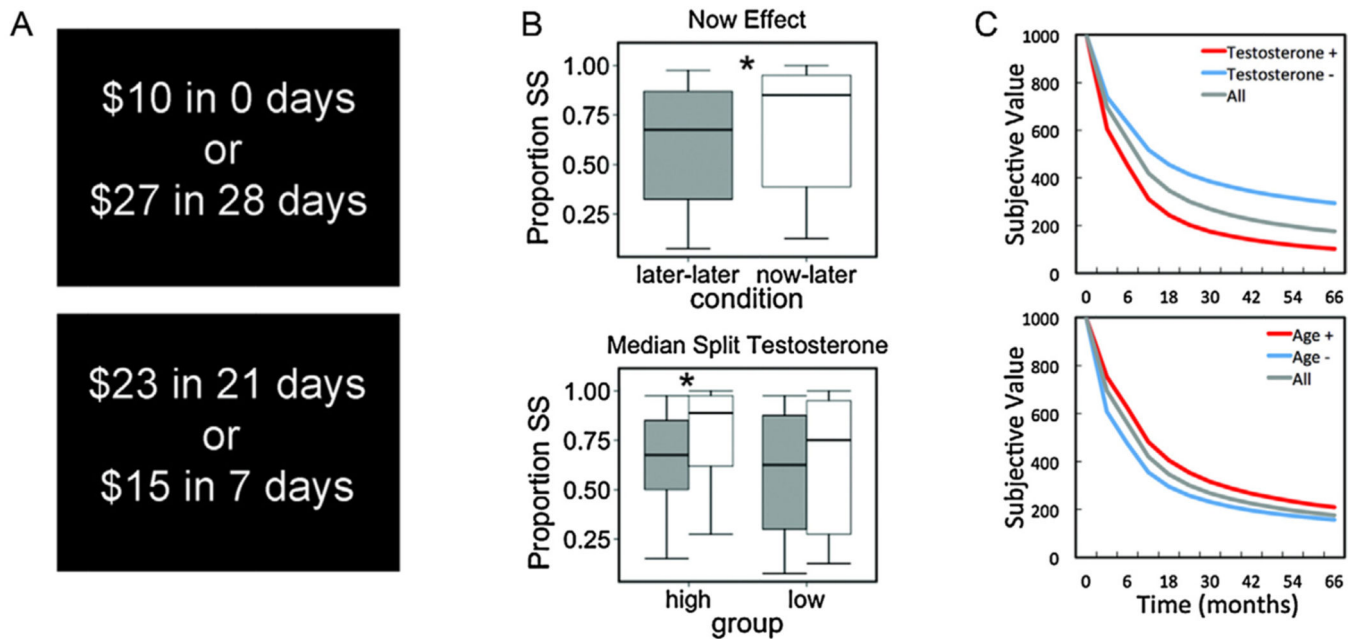 A
$10 in 0 days
or
$27 in 28 days
$23 in 21 days
or
$15 in 7 days
B
Now Effect
*
1.00
0.75
0.50
0.25
Proportion SS
later-later now-later
condition
Median Split Testosterone
*
1.00
0.75
0.50
0.25
Proportion SS
high low
group
C
1000
800
600
400
200
0
Subjective Value
Testosterone +
Testosterone -
All
0 6 18 30 42 54 66
1000
800
600
400
200
0
Subjective Value
Age +
Age -
All
0 6 18 30 42 54 66
Time (months)